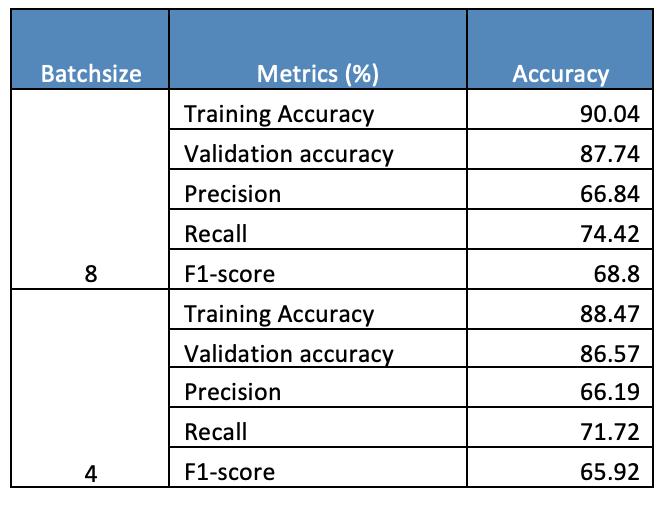 Batchsize Metrics (%) Accuracy
Training Accuracy 90.04
Validation accuracy 87.74
Precision 66.84
Recall 74.42
8 F1-score 68.8
Training Accuracy 88.47
Validation accuracy 86.57
Precision 66.19
Recall 71.72
4 F1-score 65.92